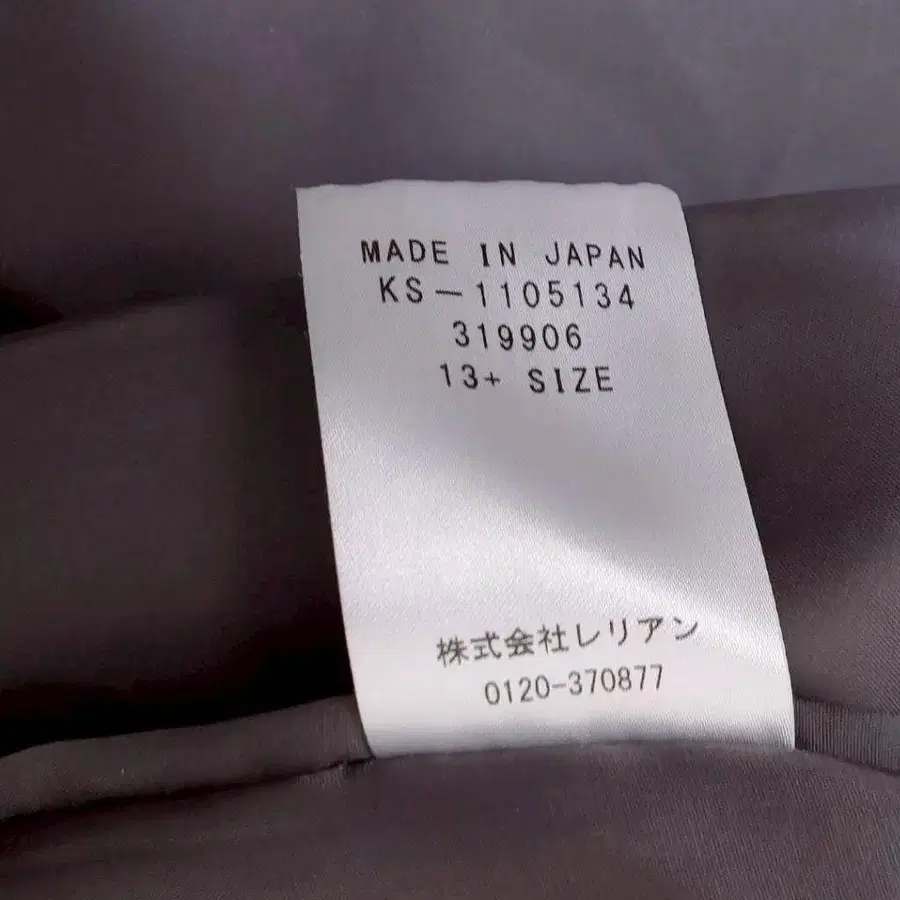 MADE IN JAPAN
KS-1105134
319906
13+ SIZE
株式会社レリアン
0120-370877